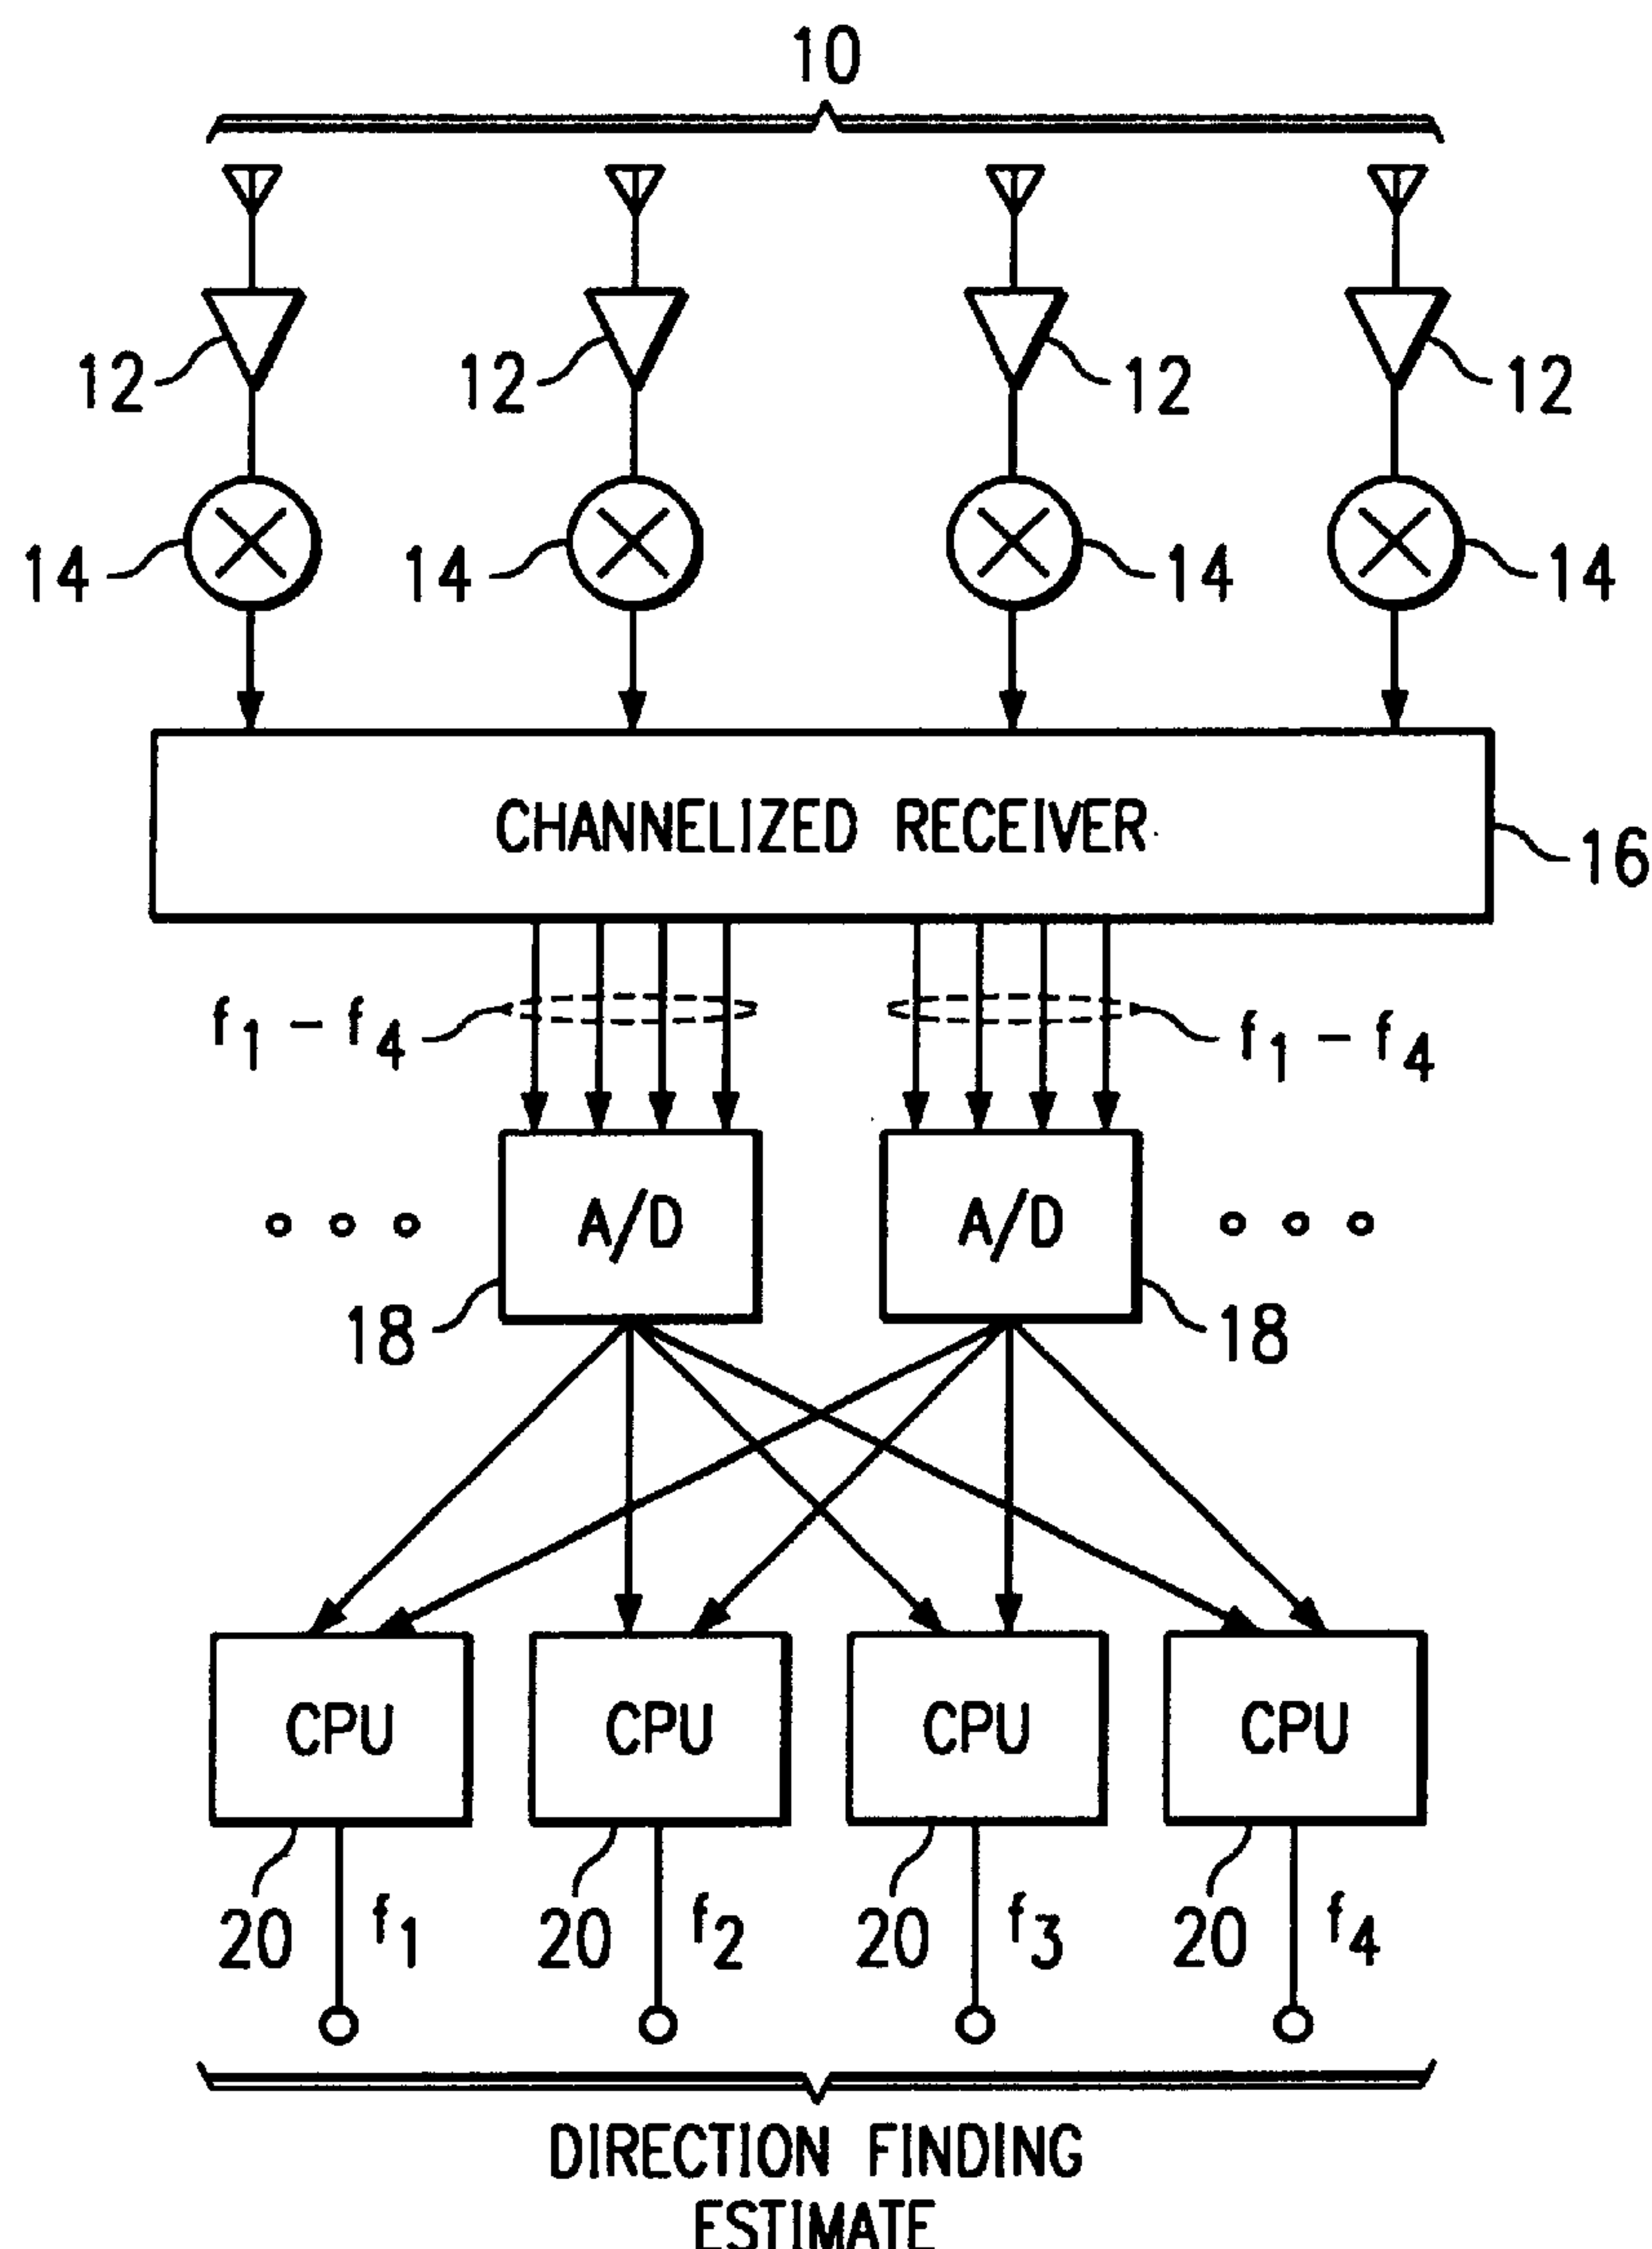 10
12 12 12 12
14 14 14 14
CHANNELIZED RECEIVER
16
f1 - f4 f1 - f4
A/D A/D
18 18
CPU CPU CPU CPU
20 f1 20 f2 20 f3 20 f4
DIRECTION FINDING
ESTIMATE